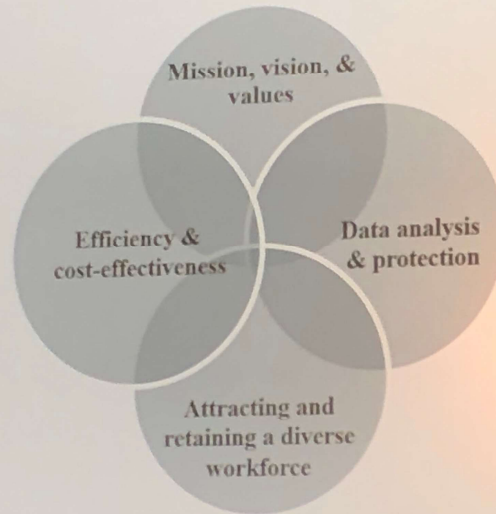 Mission, vision, &
values
Efficiency &
cost-effectiveness
Data analysis
& protection
Attracting and
retaining a diverse
workforce